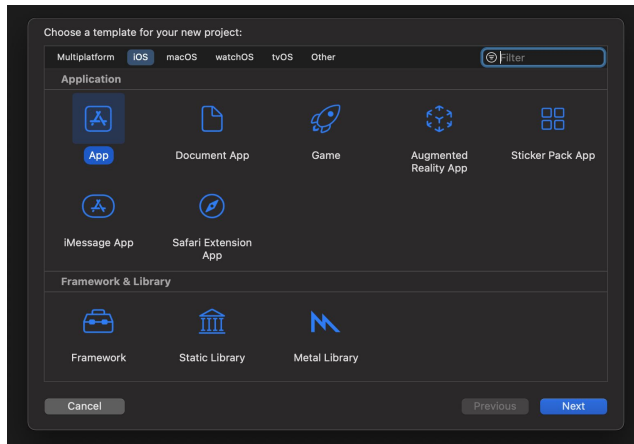 Choose a template for your new project:
Multiplatform iOS macOS watchOS tvOS Other
Filter
Application
App
Document App
Game
Augmented
Reality App
Sticker Pack App
iMessage App
Safari Extension
App
Framework & Library
Framework
Static Library
Metal Library
Cancel
Previous
Next